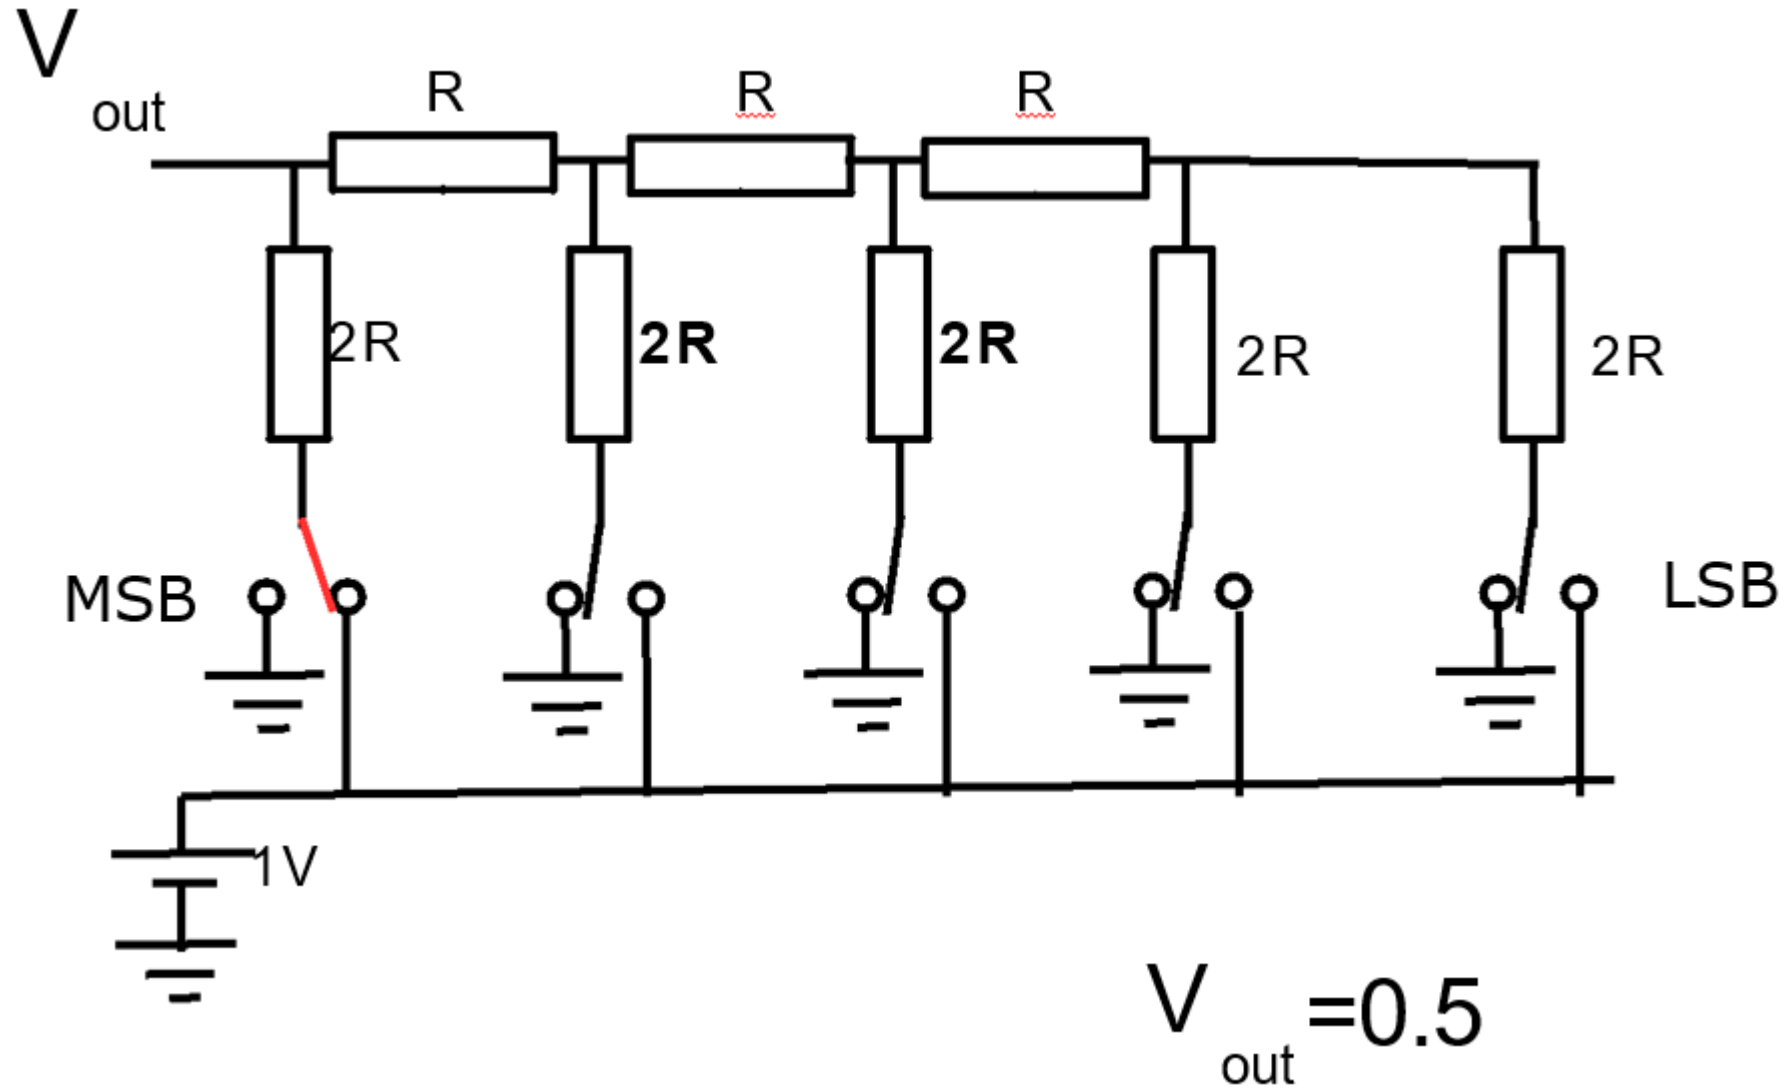 V
out
R R R
2R 2R 2R 2R 2R
MSB LSB
1V
V
out =0.5